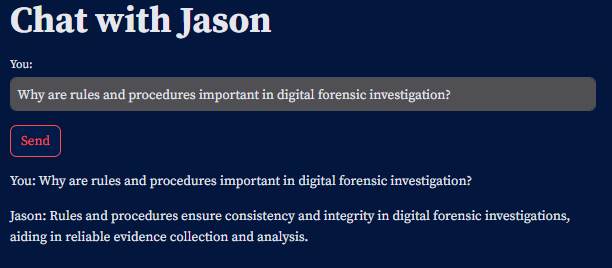 Chat with Jason
You:
Why are rules and procedures important in digital forensic investigation?
Send
You: Why are rules and procedures important in digital forensic investigation?
Jason: Rules and procedures ensure consistency and integrity in digital forensic investigations,
aiding in reliable evidence collection and analysis.